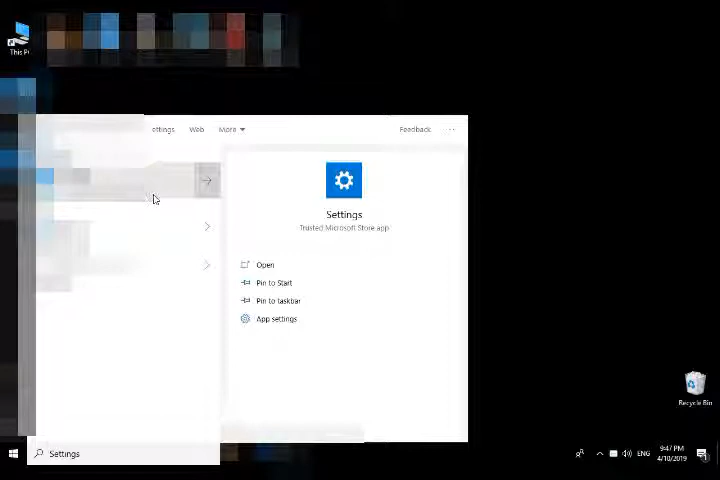 This P
ettings Web More Feedback
Settings
Trusted Microsoft Store app
Open
Pin to Start
Pin to taskbar
App settings
Recycle Bin
Settings
ENG 9:47 PM
4/10/2019